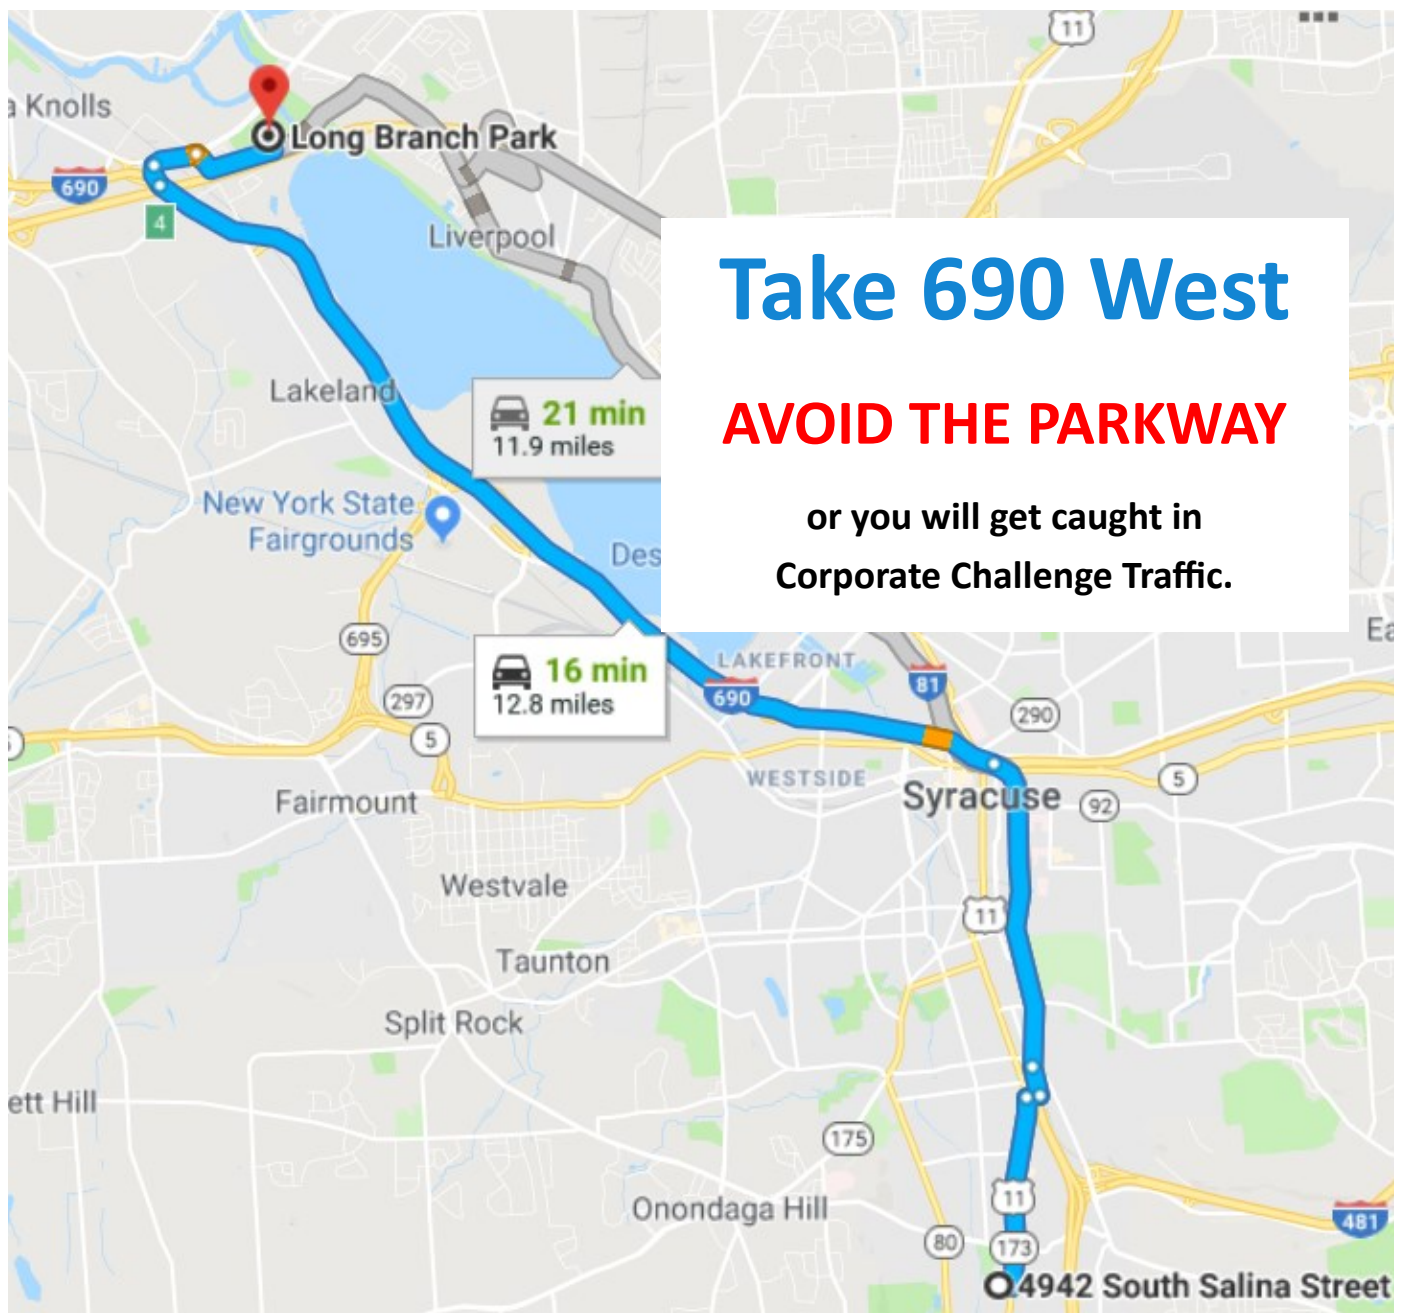 11
a Knolls
Long Branch Park
690
4
Liverpool
Take 690 West
AVOID THE PARKWAY
or you will get caught in
Corporate Challenge Traffic.
Lakeland
21 min
11.9 miles
New York State
Fairgrounds
Des
695
16 min
12.8 miles
LAKEFRONT
Ea
690
81
297
290
5
WESTSIDE
5
Fairmount
Syracuse
92
Westvale
11
Taunton
Split Rock
ett Hill
175
Onondaga Hill
11
481
80
173
4942 South Salina Street